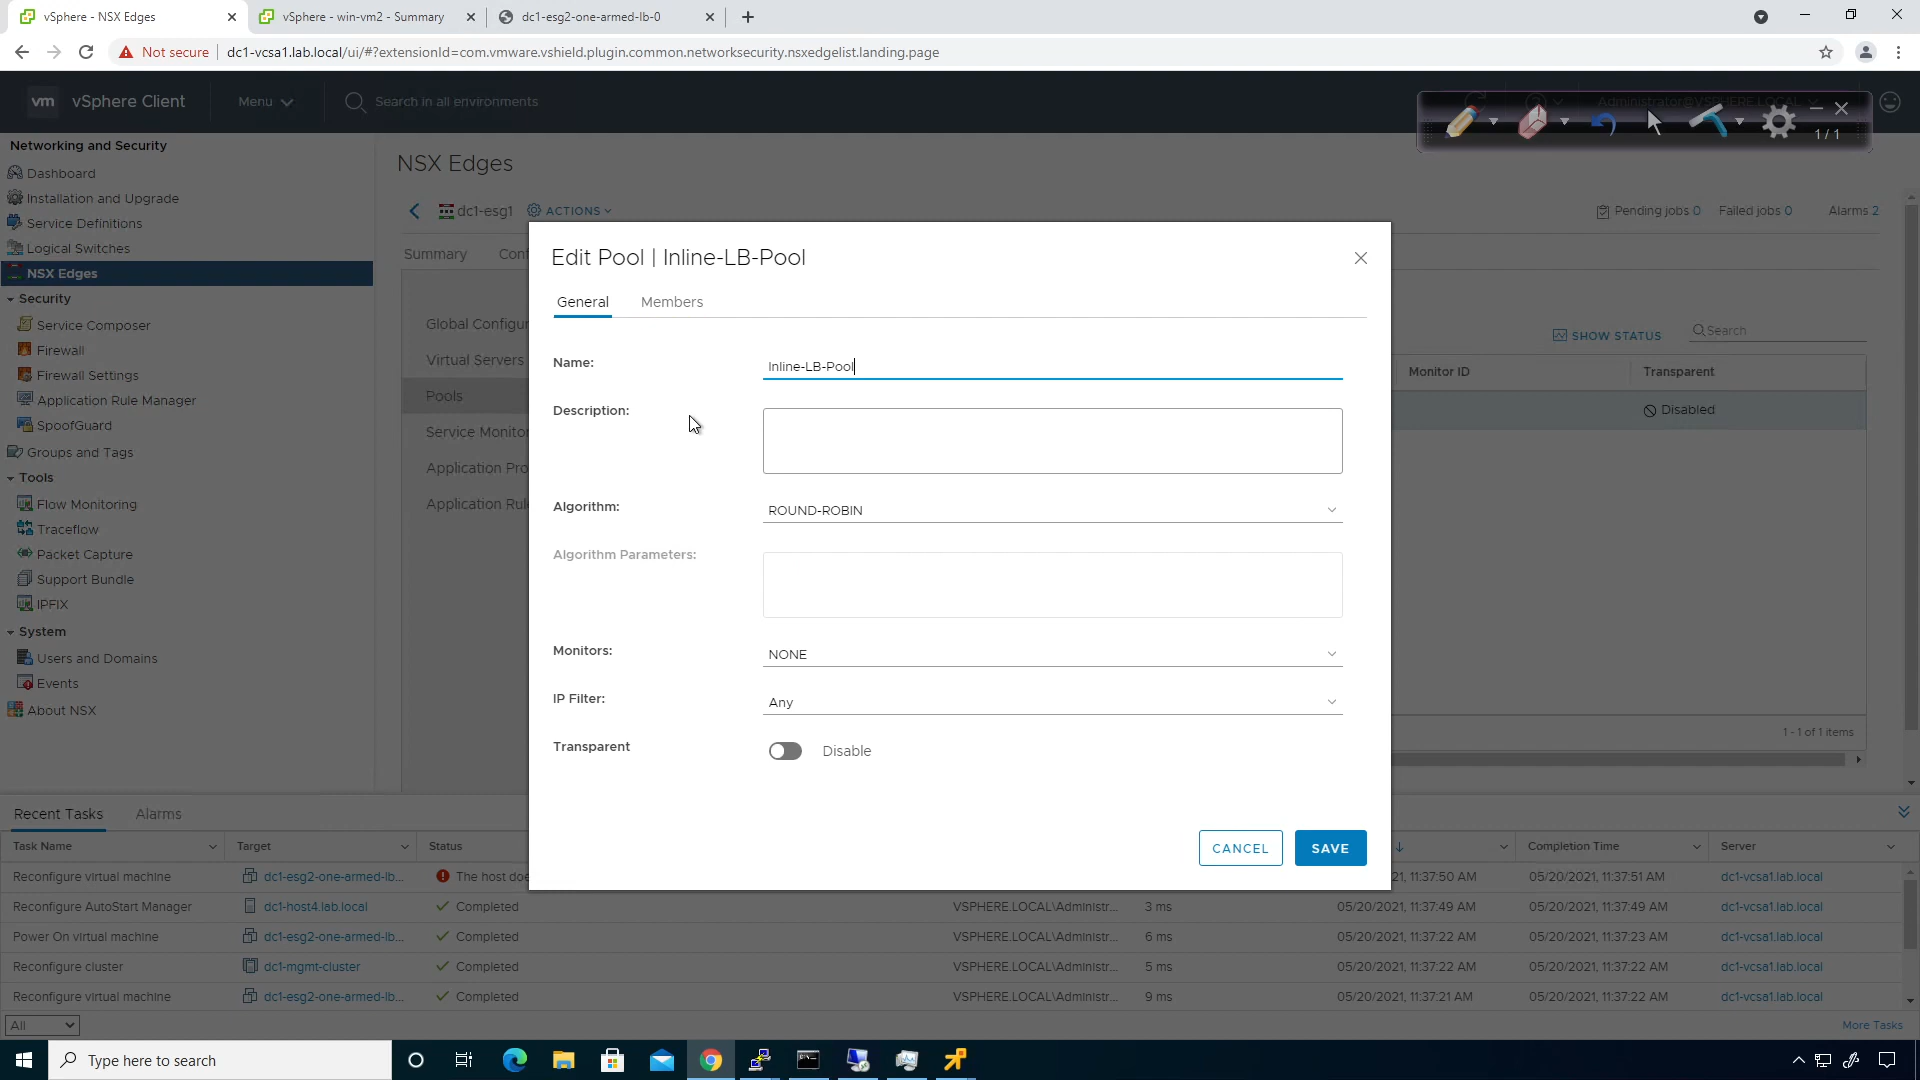 vSphere - NSX Edges
vSphere - win-vm2 - Summary
dc1-esg2-one-armed-lb-0
Not secure
dc1-vcsa1.lab.local/ui/#?extensionId=com.vmware.vshield.plugin.common.networksecurity.nsxedgelist.landing.page
vm
vSphere Client
Menu
Search in all environments
Administrator@VSPHERE.LOCAL
1 / 1
Networking and Security
Dashboard
Installation and Upgrade
Service Definitions
Logical Switches
NSX Edges
Security
Service Composer
Firewall
Firewall Settings
Application Rule Manager
SpoofGuard
Groups and Tags
Tools
Flow Monitoring
Traceflow
Packet Capture
Support Bundle
IPFIX
System
Users and Domains
Events
About NSX
NSX Edges
dc1-esg1
ACTIONS
Pending jobs 0
Failed jobs 0
Alarms 2
Summary
Conf
Global Configur
Virtual Servers
Pools
Service Monitor
Application Pro
Application Rul
SHOW STATUS
Search
Monitor ID
Transparent
Disabled
1 - 1 of 1 items
Edit Pool | Inline-LB-Pool
General
Members
Name:
Inline-LB-Pool
Description:
Algorithm:
ROUND-ROBIN
Algorithm Parameters:
Monitors:
NONE
IP Filter:
Any
Transparent
Disable
CANCEL
SAVE
Recent Tasks
Alarms
Task Name
Target
Status
Completion Time
Server
Reconfigure virtual machine
dc1-esg2-one-armed-lb...
The host doe
21, 11:37:50 AM
05/20/2021, 11:37:51 AM
dc1-vcsa1.lab.local
Reconfigure AutoStart Manager
dc1-host4.lab.local
Completed
VSPHERE.LOCAL\Administr...
3 ms
05/20/2021, 11:37:49 AM
05/20/2021, 11:37:49 AM
dc1-vcsa1.lab.local
Power On virtual machine
dc1-esg2-one-armed-lb...
Completed
VSPHERE.LOCAL\Administr...
6 ms
05/20/2021, 11:37:22 AM
05/20/2021, 11:37:23 AM
dc1-vcsa1.lab.local
Reconfigure cluster
dc1-mgmt-cluster
Completed
VSPHERE.LOCAL\Administr...
5 ms
05/20/2021, 11:37:22 AM
05/20/2021, 11:37:22 AM
dc1-vcsa1.lab.local
Reconfigure virtual machine
dc1-esg2-one-armed-lb...
Completed
VSPHERE.LOCAL\Administr...
9 ms
05/20/2021, 11:37:21 AM
05/20/2021, 11:37:22 AM
dc1-vcsa1.lab.local
All
More Tasks
Type here to search